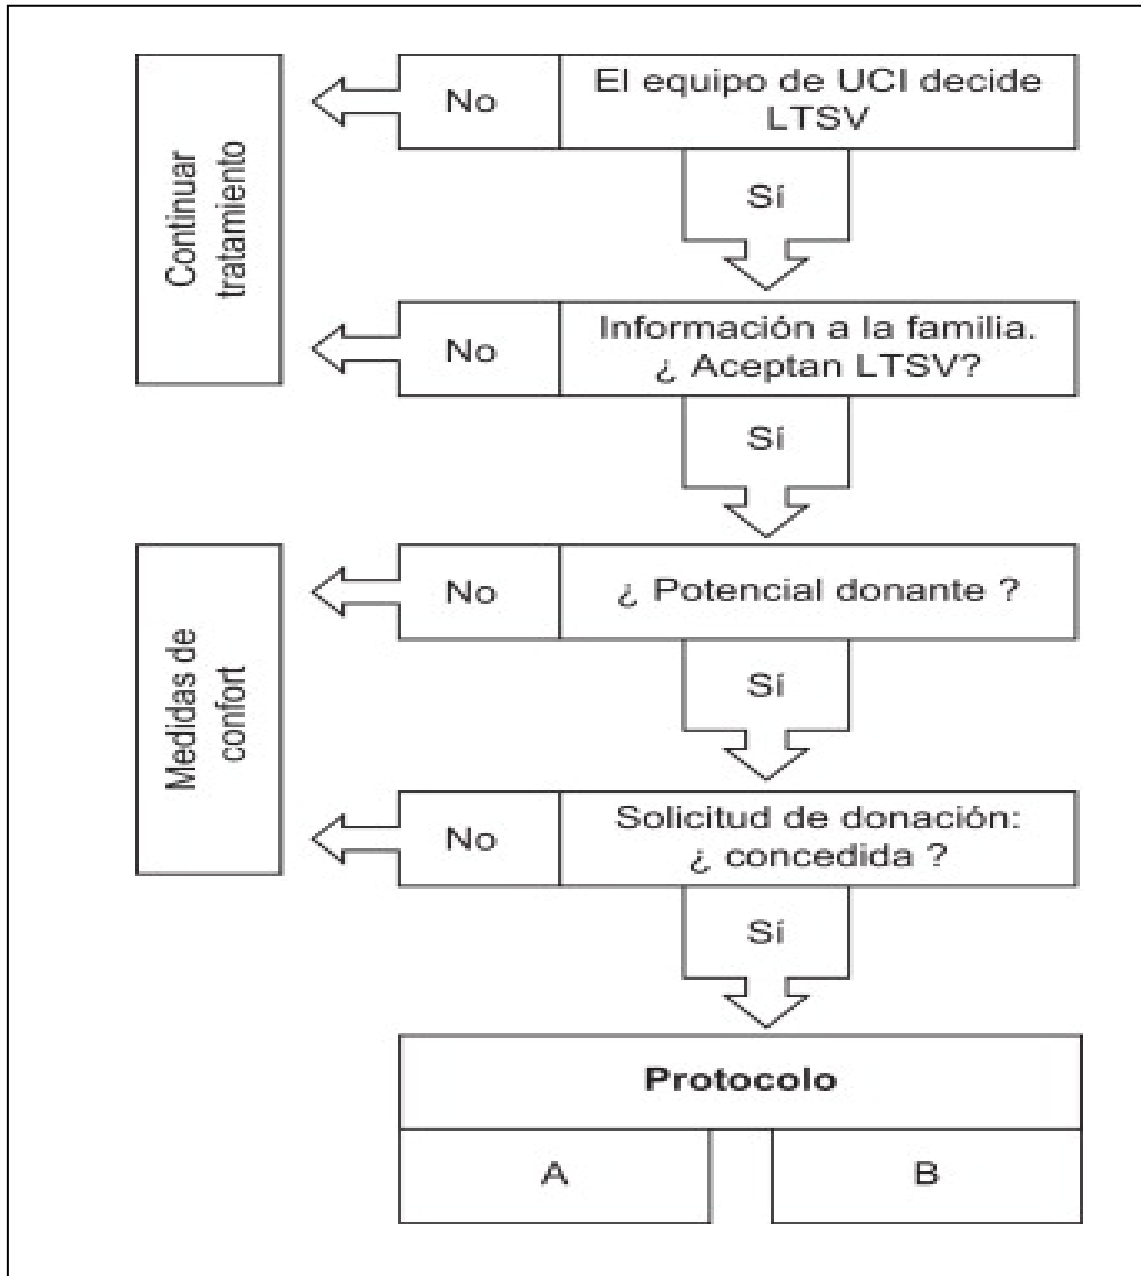 No
El equipo de UCI decide
LTSV
Continuar
tratamiento
Sí
No
Información a la familia.
¿ Aceptan LTSV?
Sí
No
¿ Potencial donante ?
Medidas de
confort
Sí
No
Solicitud de donación:
¿ concedida ?
Sí
Protocolo
A
B